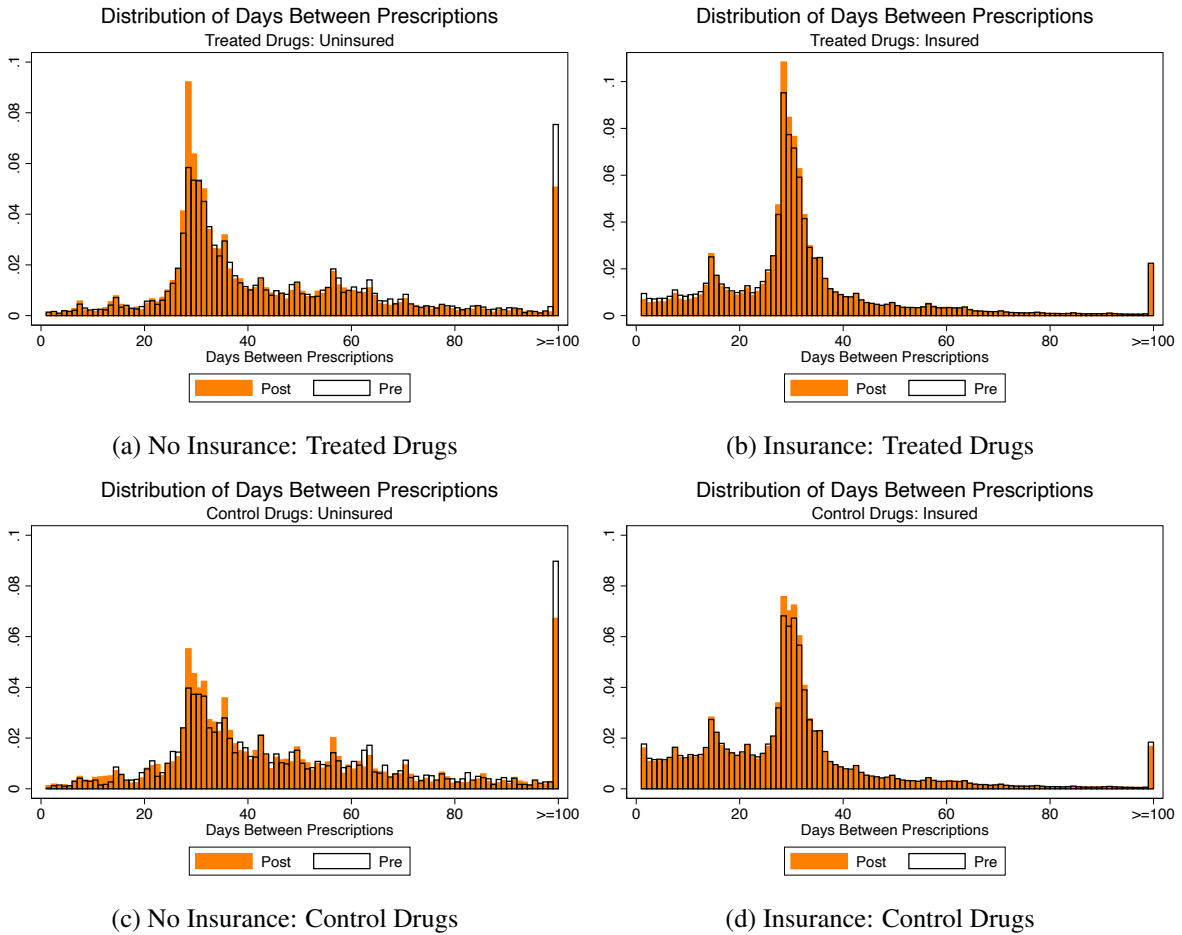 Distribution of Days Between Prescriptions
Treated Drugs: Uninsured
.1
.08
.06
.04
.02
0
0 20 40 60 80 >=100
Days Between Prescriptions
Post Pre
(a) No Insurance: Treated Drugs
Distribution of Days Between Prescriptions
Treated Drugs: Insured
.1
.08
.06
.04
.02
0
0 20 40 60 80 >=100
Days Between Prescriptions
Post Pre
(b) Insurance: Treated Drugs
Distribution of Days Between Prescriptions
Control Drugs: Uninsured
.1
.08
.06
.04
.02
0
0 20 40 60 80 >=100
Days Between Prescriptions
Post Pre
(c) No Insurance: Control Drugs
Distribution of Days Between Prescriptions
Control Drugs: Insured
.1
.08
.06
.04
.02
0
0 20 40 60 80 >=100
Days Between Prescriptions
Post Pre
(d) Insurance: Control Drugs